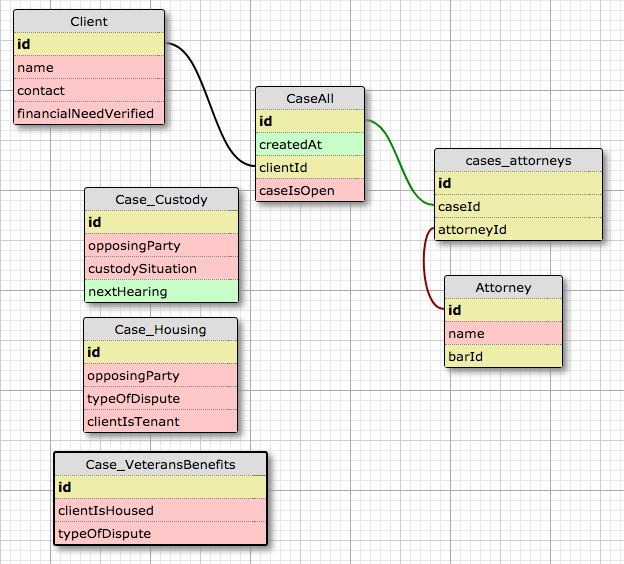 Client
id
name
contact
financialNeedVerified
CaseAll
id
createdAt
clientId
caseIsOpen
cases_attorneys
id
caseId
attorneyId
Case_Custody
id
opposingParty
custodySituation
nextHearing
Attorney
id
name
barId
Case_Housing
id
opposingParty
typeOfDispute
clientIsTenant
Case_VeteransBenefits
id
clientIsHoused
typeOfDispute